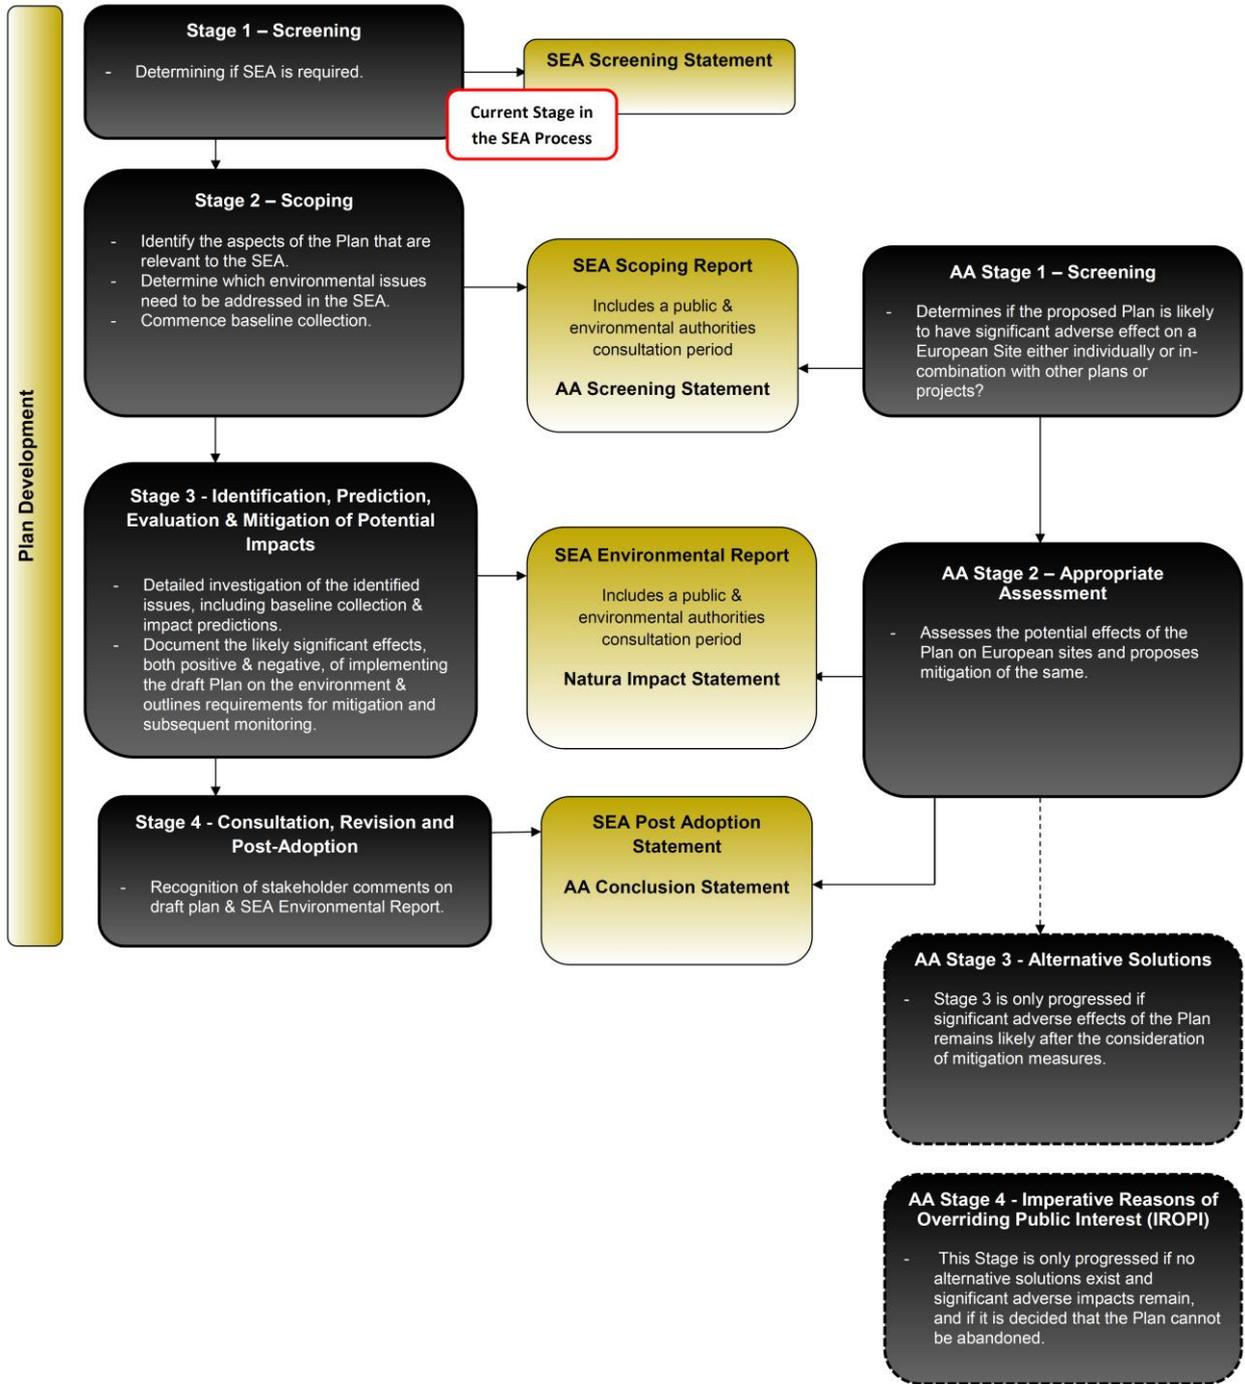 Plan Development
Stage 1 – Screening
- Determining if SEA is required.
SEA Screening Statement
Current Stage in
the SEA Process
Stage 2 – Scoping
- Identify the aspects of the Plan that are
relevant to the SEA.
- Determine which environmental issues
need to be addressed in the SEA.
- Commence baseline collection.
SEA Scoping Report
Includes a public &
environmental authorities
consultation period
AA Screening Statement
AA Stage 1 – Screening
- Determines if the proposed Plan is likely
to have significant adverse effect on a
European Site either individually or in-
combination with other plans or
projects?
Stage 3 - Identification, Prediction,
Evaluation & Mitigation of Potential
Impacts
- Detailed investigation of the identified
issues, including baseline collection &
impact predictions.
- Document the likely significant effects,
both positive & negative, of implementing
the draft Plan on the environment &
outlines requirements for mitigation and
subsequent monitoring.
SEA Environmental Report
Includes a public &
environmental authorities
consultation period
Natura Impact Statement
AA Stage 2 – Appropriate
Assessment
- Assesses the potential effects of the
Plan on European sites and proposes
mitigation of the same.
Stage 4 - Consultation, Revision and
Post-Adoption
- Recognition of stakeholder comments on
draft plan & SEA Environmental Report.
SEA Post Adoption
Statement
AA Conclusion Statement
AA Stage 3 - Alternative Solutions
- Stage 3 is only progressed if
significant adverse effects of the Plan
remains likely after the consideration
of mitigation measures.
AA Stage 4 - Imperative Reasons of
Overriding Public Interest (IROPI)
- This Stage is only progressed if no
alternative solutions exist and
significant adverse impacts remain,
and if it is decided that the Plan cannot
be abandoned.